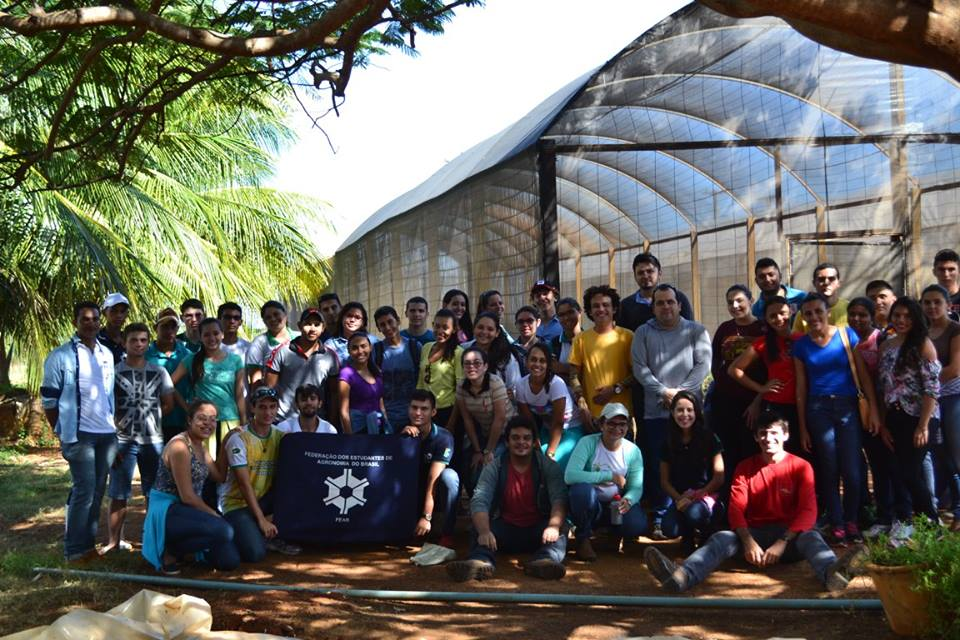 FEDERAÇÃO DOS ESTUDANTES DE
AGRONOMIA DO BRASIL
FEAB